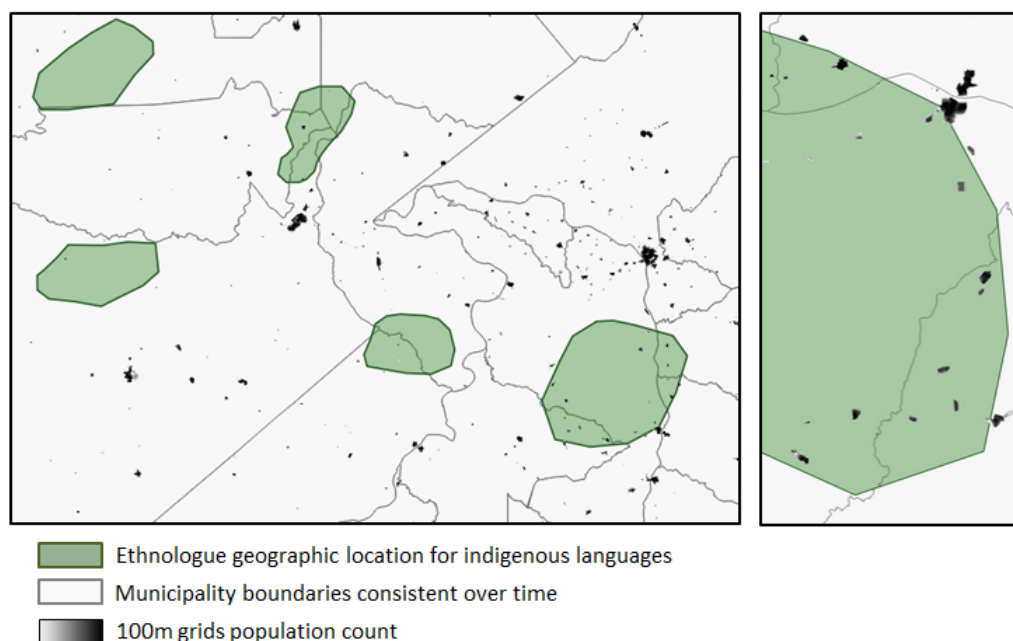 Ethnologue geographic location for indigenous languages
Municipality boundaries consistent over time
100m grids population count